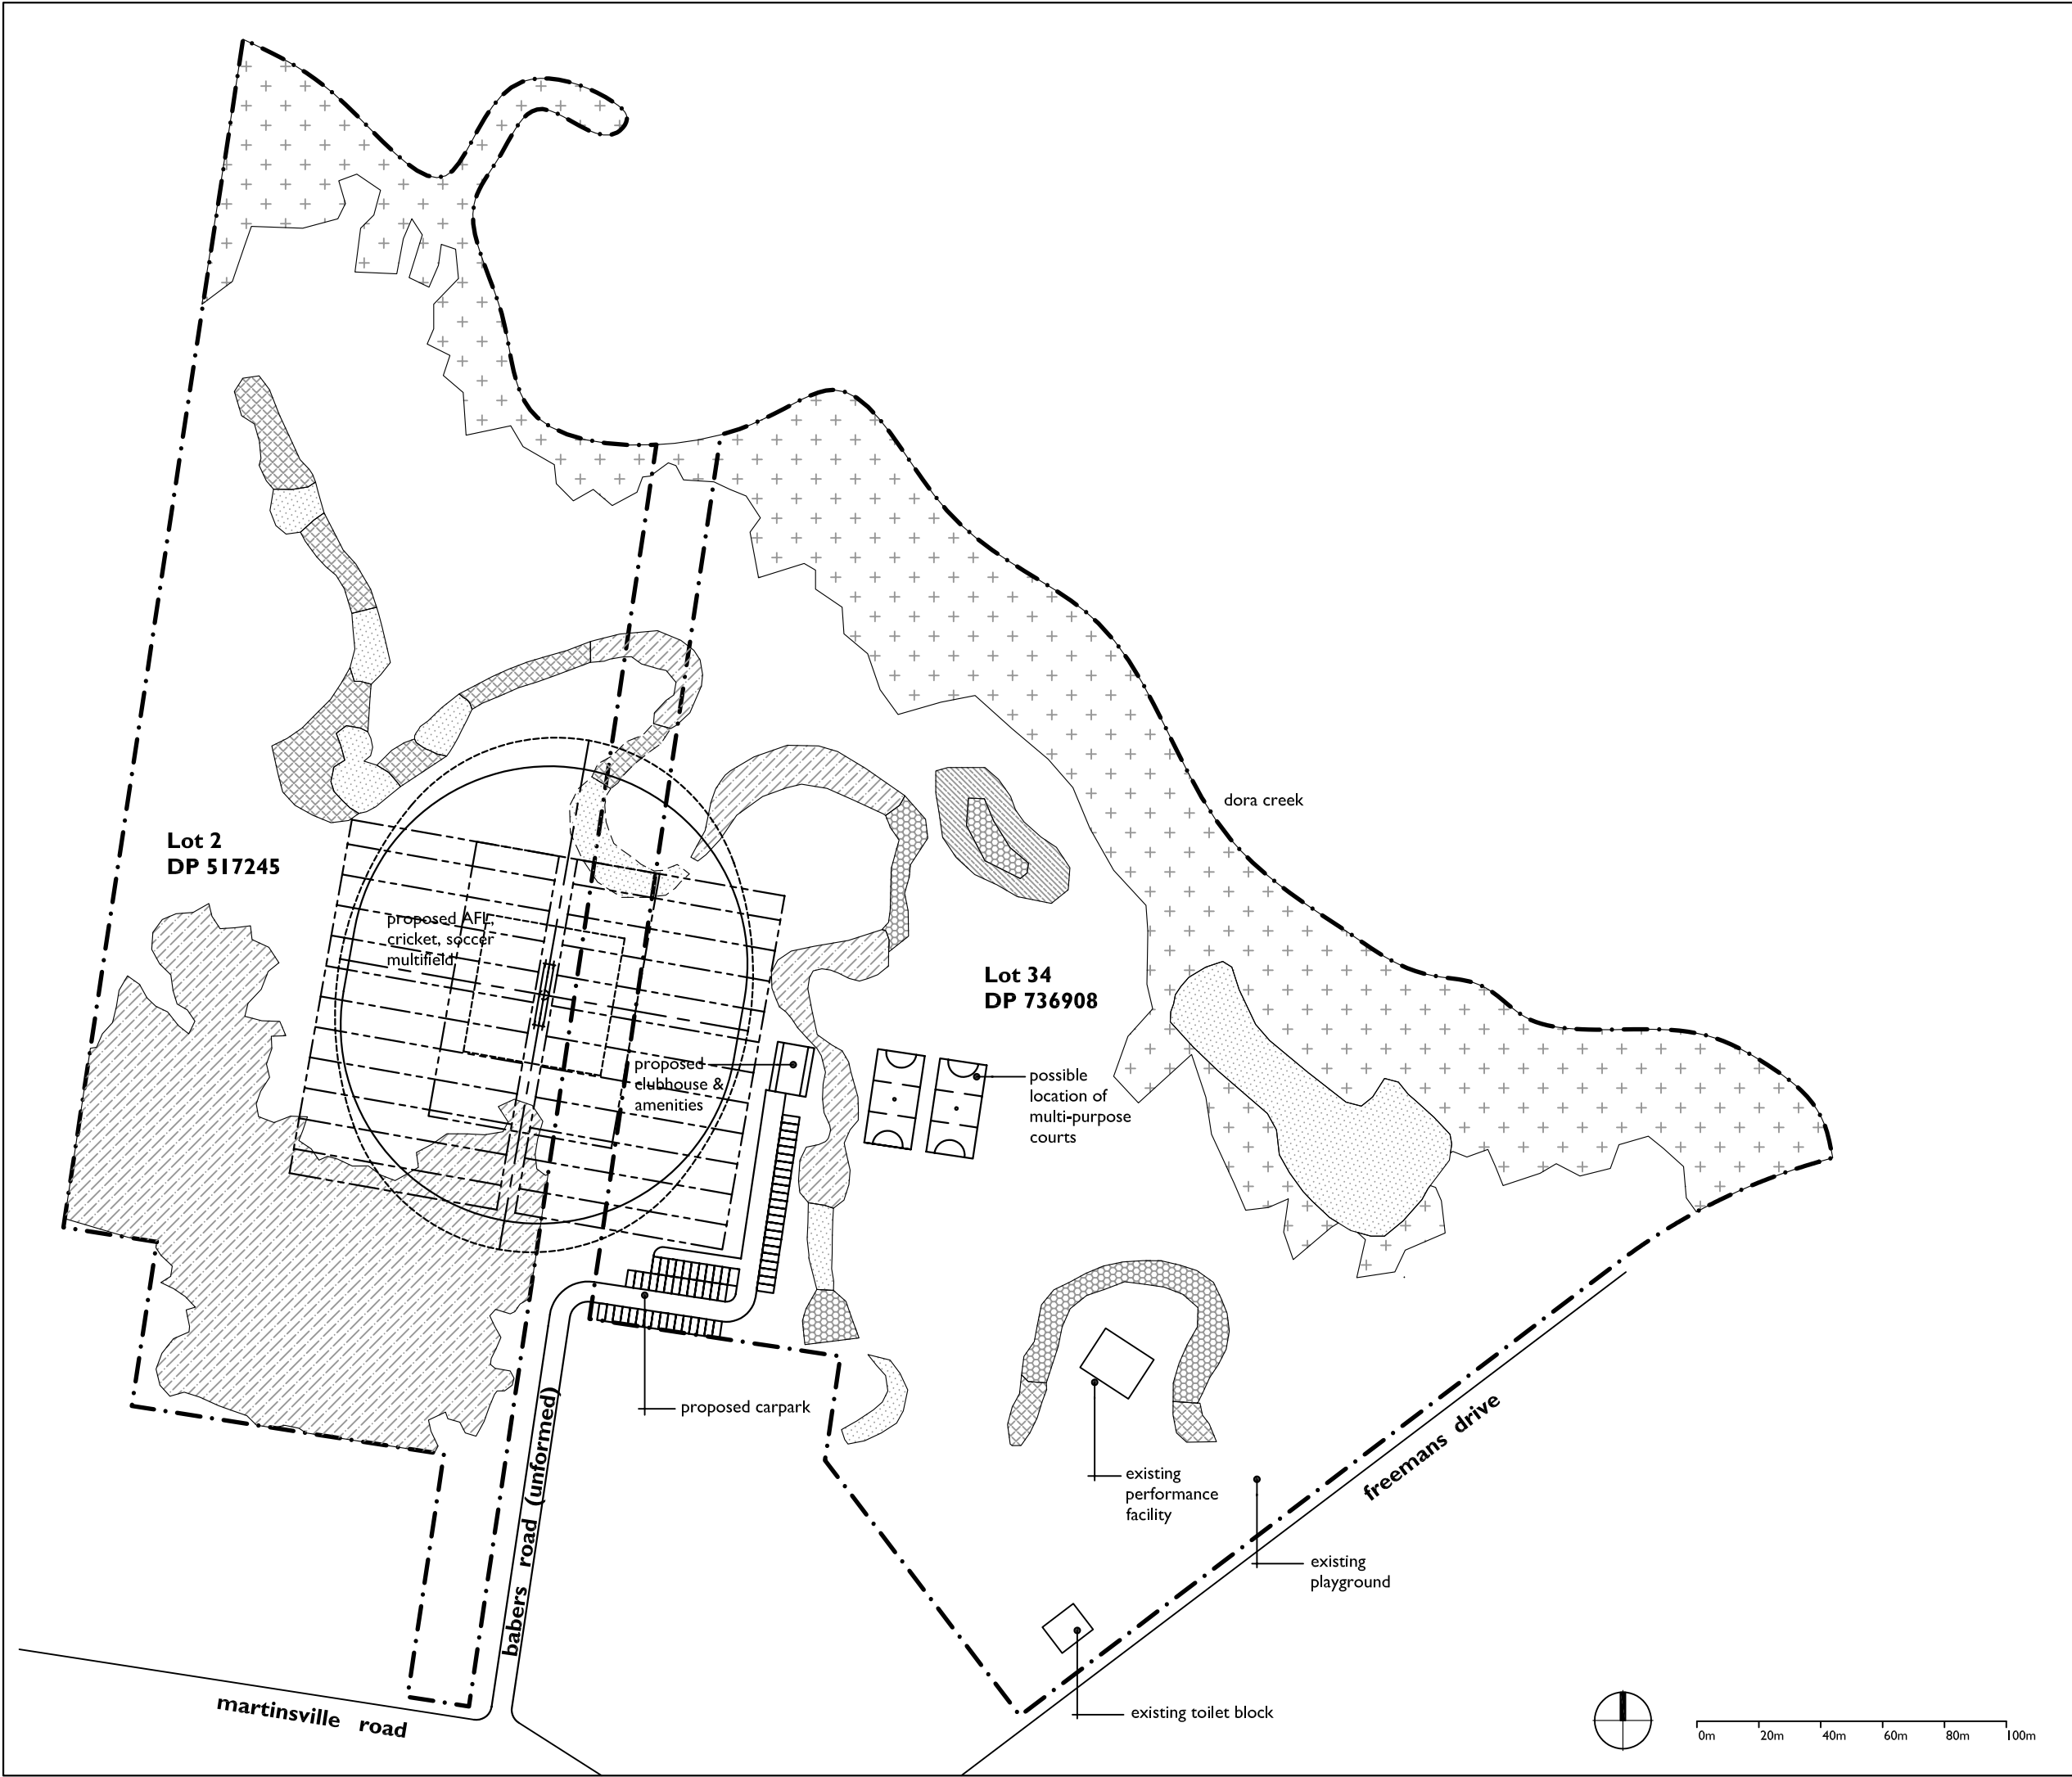 dora creek
Lot 2
DP 517245
proposed AFL,
cricket, soccer
multifield
Lot 34
DP 736908
proposed
clubhouse &
amenities
possible
location of
multi-purpose
courts
proposed carpark
babers road (unformed)
existing
performance
facility
freemans drive
existing
playground
existing toilet block
martinsville road
0m 20m 40m 60m 80m 100m